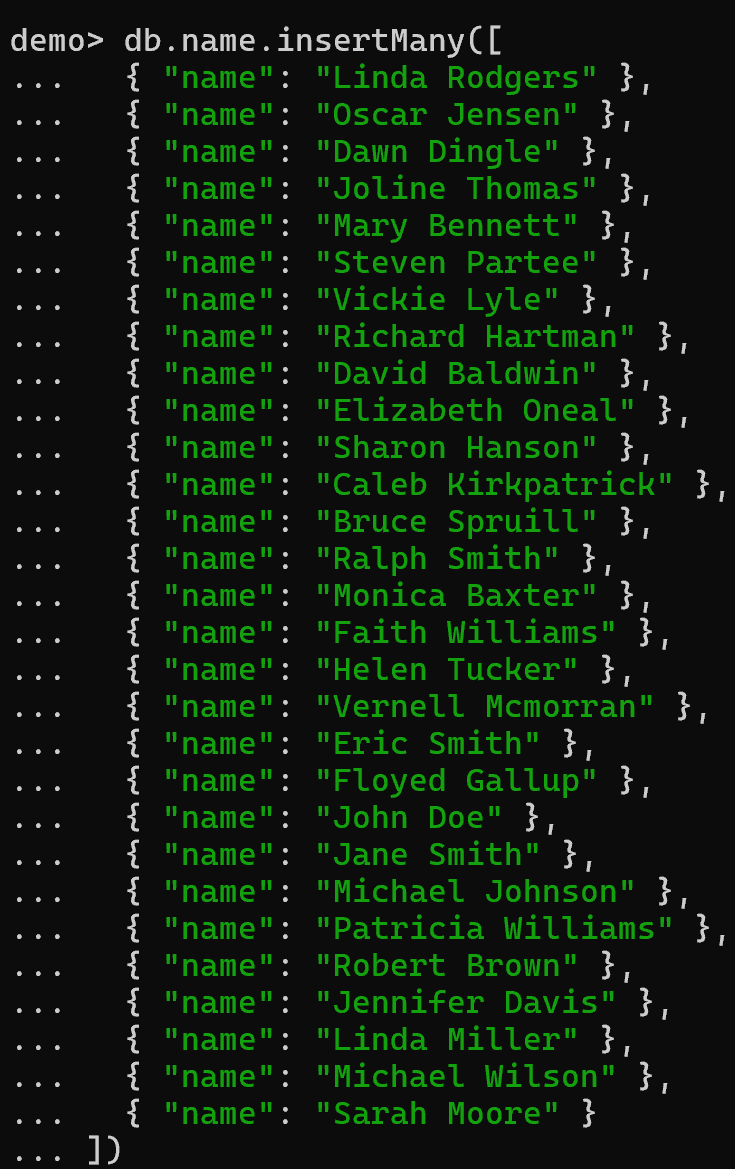 demo> db.name.insertMany([
...   { "name": "Linda Rodgers" },
...   { "name": "Oscar Jensen" },
...   { "name": "Dawn Dingle" },
...   { "name": "Joline Thomas" },
...   { "name": "Mary Bennett" },
...   { "name": "Steven Partee" },
...   { "name": "Vickie Lyle" },
...   { "name": "Richard Hartman" },
...   { "name": "David Baldwin" },
...   { "name": "Elizabeth Oneal" },
...   { "name": "Sharon Hanson" },
...   { "name": "Caleb Kirkpatrick" },
...   { "name": "Bruce Spruill" },
...   { "name": "Ralph Smith" },
...   { "name": "Monica Baxter" },
...   { "name": "Faith Williams" },
...   { "name": "Helen Tucker" },
...   { "name": "Vernell Mcmorran" },
...   { "name": "Eric Smith" },
...   { "name": "Floyed Gallup" },
...   { "name": "John Doe" },
...   { "name": "Jane Smith" },
...   { "name": "Michael Johnson" },
...   { "name": "Patricia Williams" },
...   { "name": "Robert Brown" },
...   { "name": "Jennifer Davis" },
...   { "name": "Linda Miller" },
...   { "name": "Michael Wilson" },
...   { "name": "Sarah Moore" }
... ])